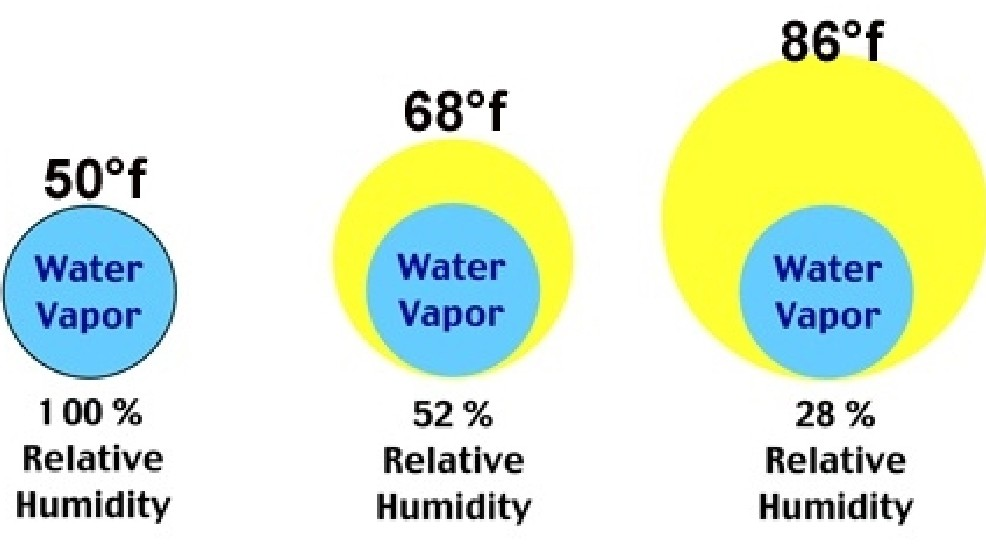 50°f
Water
Vapor
100 %
Relative
Humidity
68°f
Water
Vapor
52 %
Relative
Humidity
86°f
Water
Vapor
28 %
Relative
Humidity